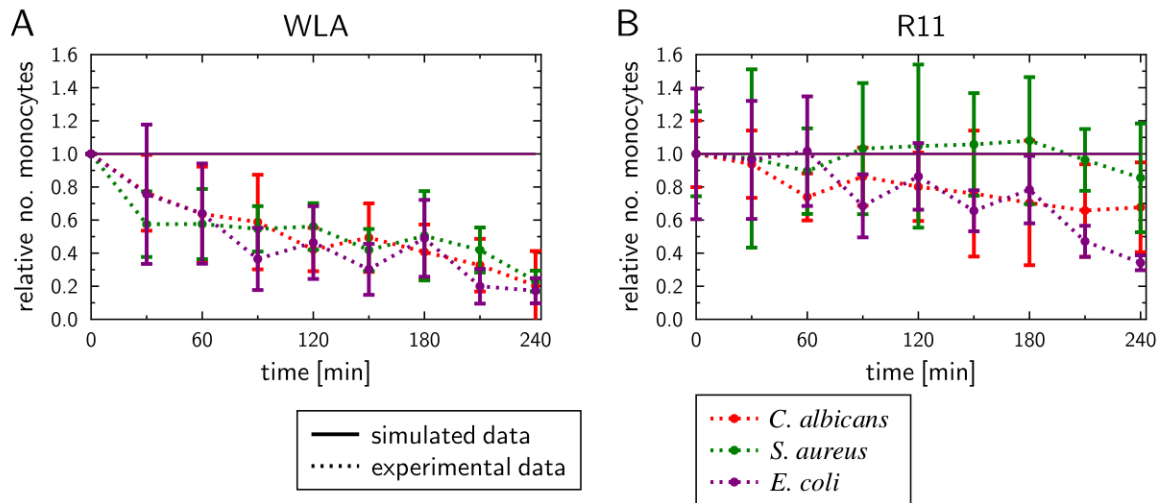 A
WLA
relative no. monocytes
1.6
1.4
1.2
1.0
0.8
0.6
0.4
0.2
0.0
0 60 120 180 240
time [min]
B
R11
relative no. monocytes
1.6
1.4
1.2
1.0
0.8
0.6
0.4
0.2
0.0
0 60 120 180 240
time [min]
simulated data
experimental data
C. albicans
S. aureus
E. coli